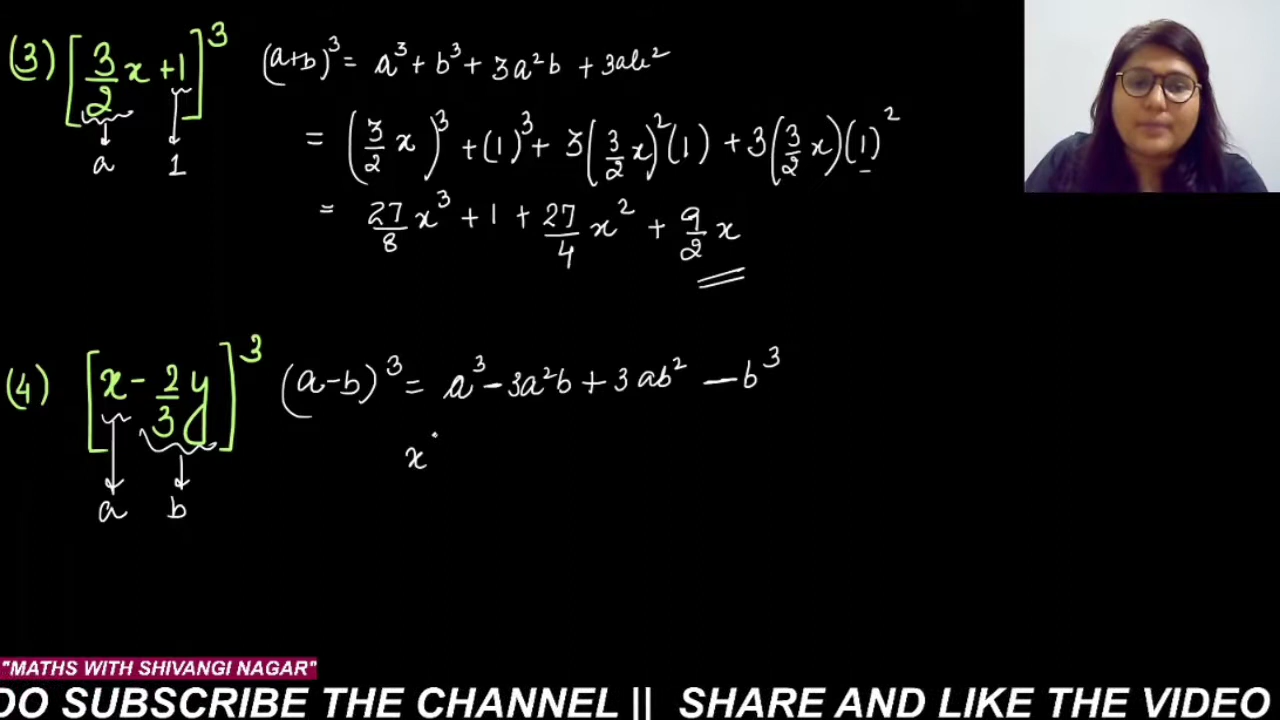 (3) [3/2 x + 1]³ (a+b)³ = a³ + b³ + 3a²b + 3ab²
a 1
= (3/2 x)³ + (1)³ + 3(3/2 x)²(1) + 3(3/2 x)(1)²
= 27/8 x³ + 1 + 27/4 x² + 9/2 x
(4) [x - 2/3 y]³ (a-b)³ = a³ - 3a²b + 3ab² - b³
x
a b
"MATHS WITH SHIVANGI NAGAR"
DO SUBSCRIBE THE CHANNEL || SHARE AND LIKE THE VIDEO